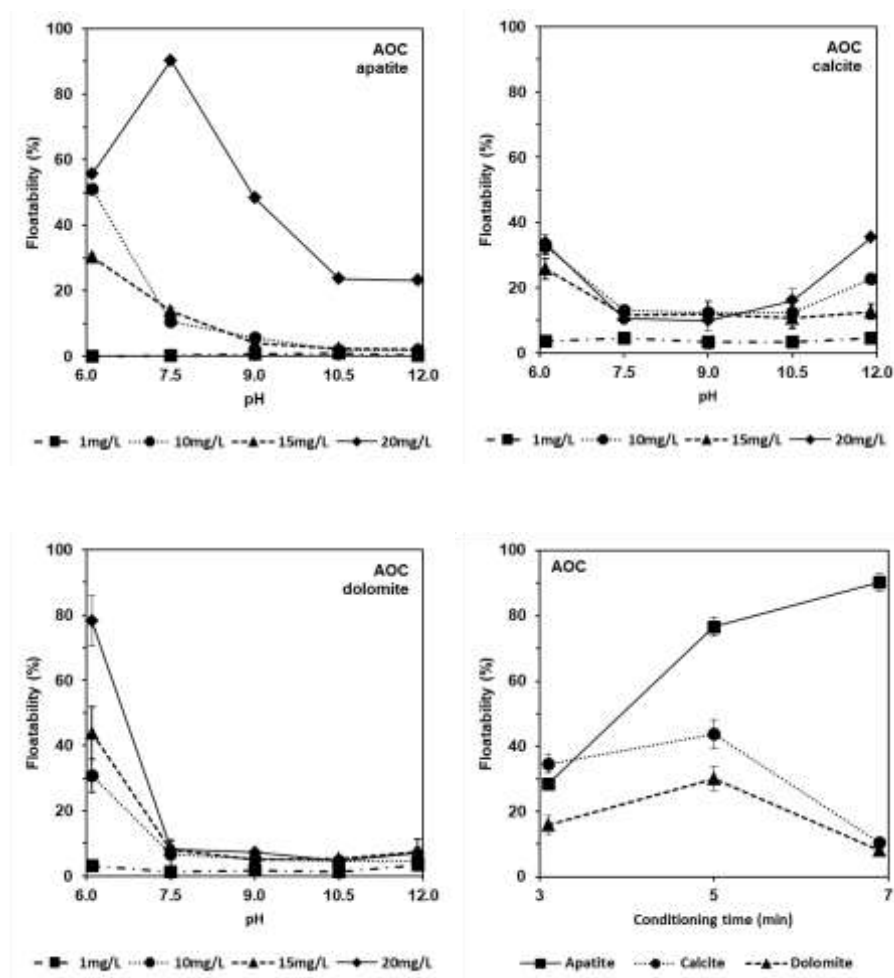 AOC
apatite
100
80
60
40
20
0
Floatability (%)
6.0 7.5 9.0 10.5 12.0
pH
1mg/L 10mg/L 15mg/L 20mg/L
AOC
calcite
100
80
60
40
20
0
Floatability (%)
6.0 7.5 9.0 10.5 12.0
pH
1mg/L 10mg/L 15mg/L 20mg/L
AOC
dolomite
100
80
60
40
20
0
Floatability (%)
6.0 7.5 9.0 10.5 12.0
pH
1mg/L 10mg/L 15mg/L 20mg/L
AOC
100
80
60
40
20
0
Floatability (%)
3 5 7
Conditioning time (min)
Apatite Calcite Dolomite